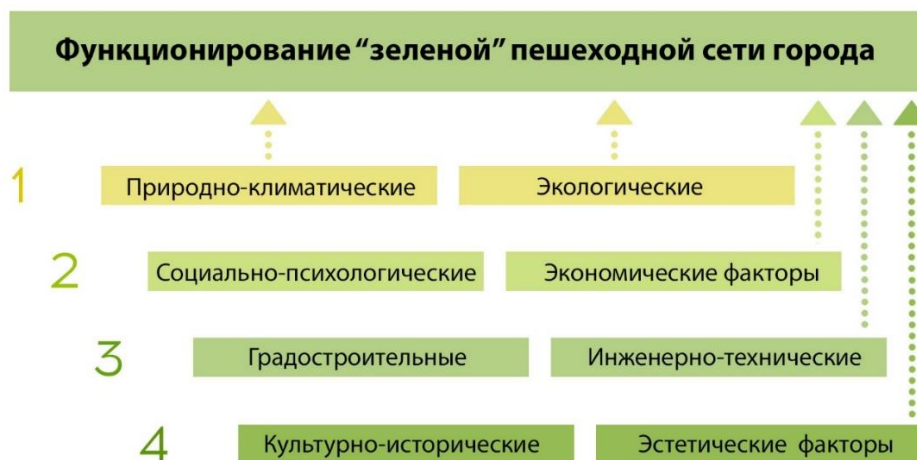 Функционирование “зеленой” пешеходной сети города
1 Природно-климатические Экологические
2 Социально-психологические Экономические факторы
3 Градостроительные Инженерно-технические
4 Культурно-исторические Эстетические факторы